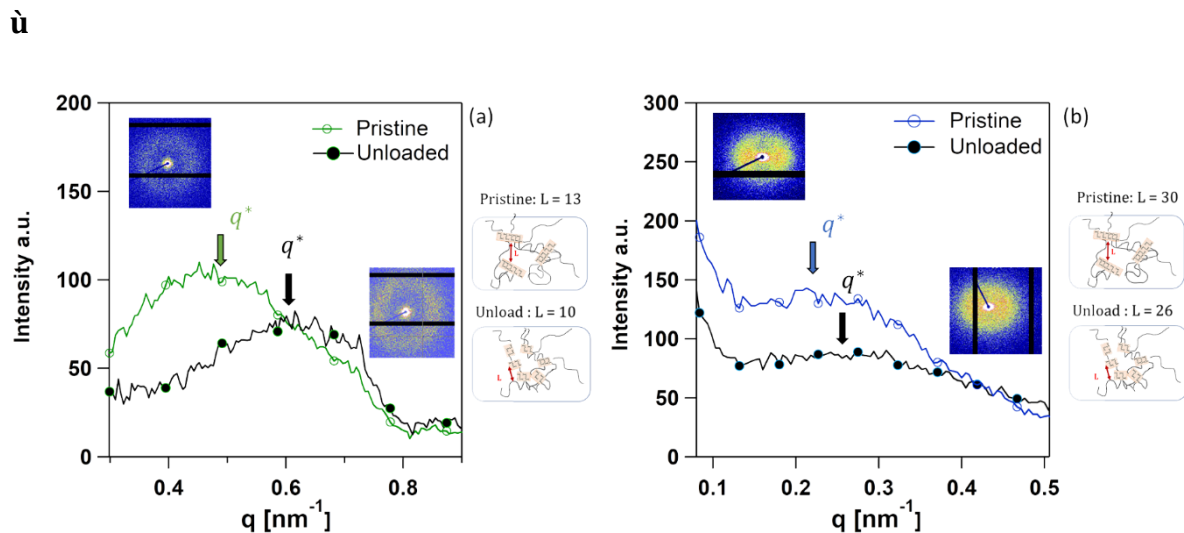 ù
200
150
100
50
0
Intensity a.u.
0.4
0.6
0.8
q [nm⁻¹]
Pristine
Unloaded
q*
q*
(a)
Pristine: L = 13
L
Unload : L = 10
L
300
250
200
150
100
50
0
Intensity a.u.
0.1
0.2
0.3
0.4
0.5
q [nm⁻¹]
Pristine
Unloaded
q*
q*
(b)
Pristine: L = 30
L
Unload : L = 26
L